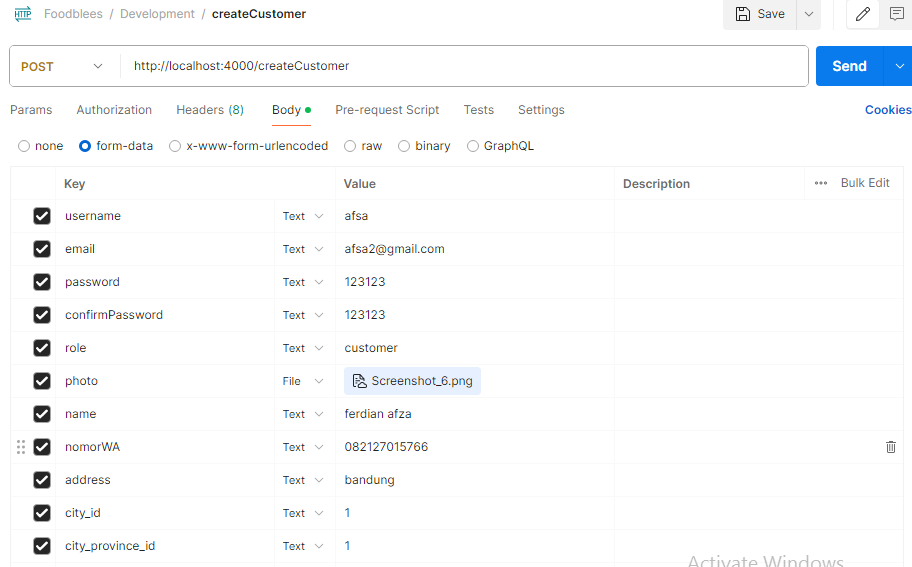 HTTP Foodblees / Development / createCustomer Save
POST http://localhost:4000/createCustomer Send
Params Authorization Headers (8) Body Pre-request Script Tests Settings Cookies
none form-data x-www-form-urlencoded raw binary GraphQL
Key Value Description ••• Bulk Edit
username Text afsa
email Text afsa2@gmail.com
password Text 123123
confirmPassword Text 123123
role Text customer
photo File Screenshot_6.png
name Text ferdian afza
nomorWA Text 082127015766
address Text bandung
city_id Text 1
city_province_id Text 1
Activate Windows